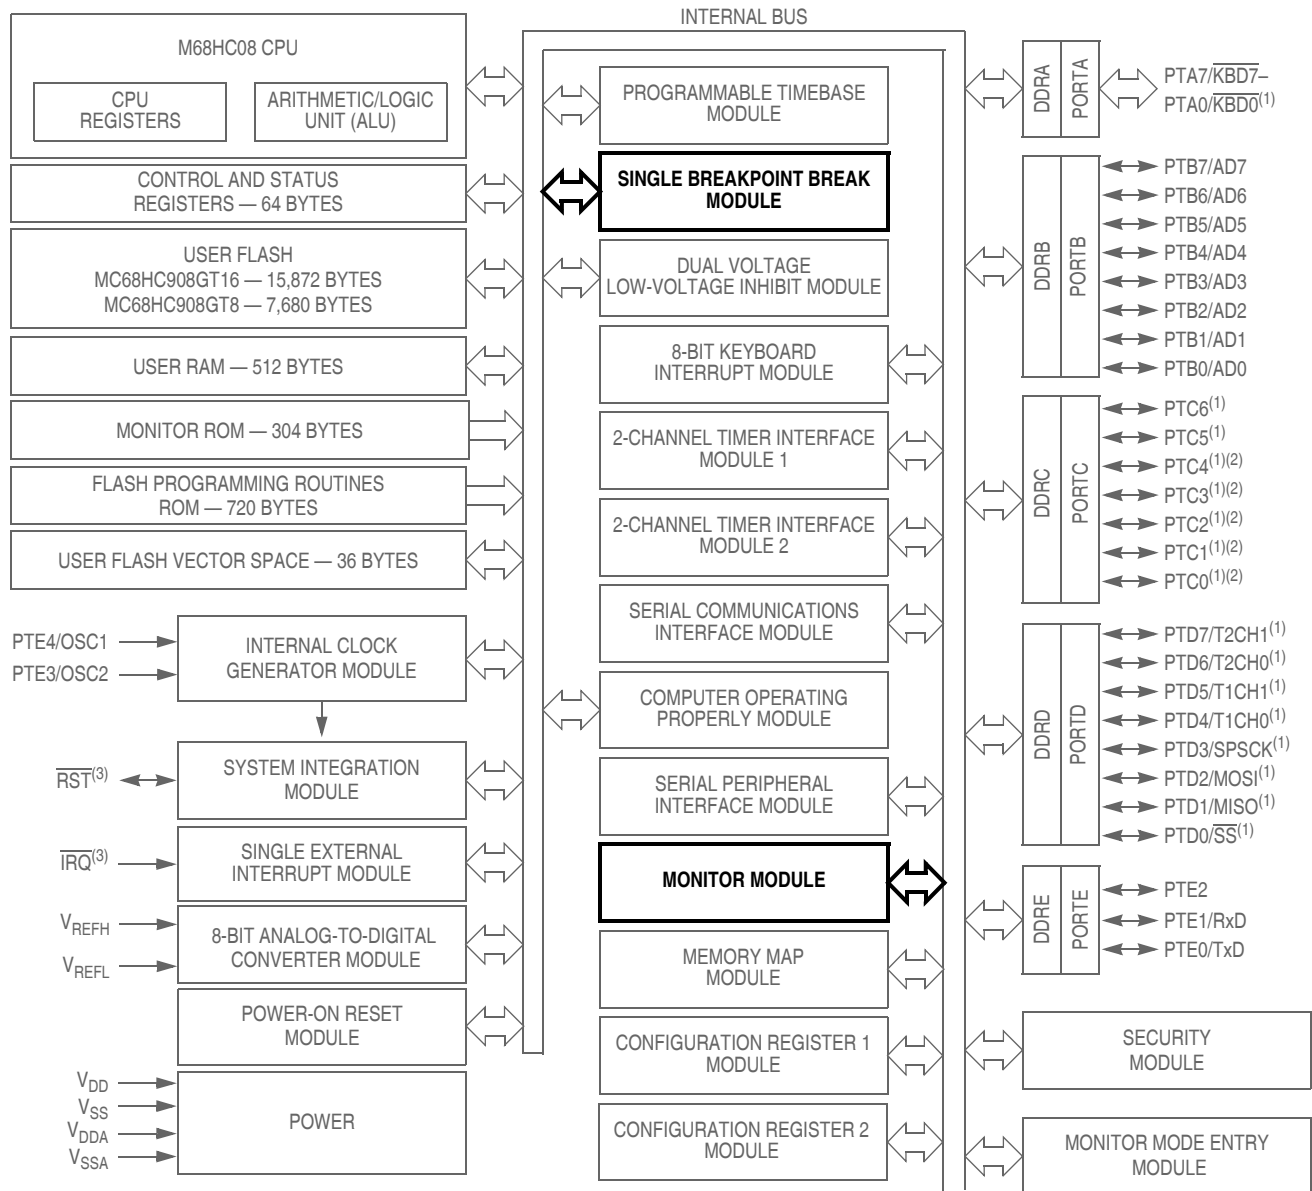 INTERNAL BUS
M68HC08 CPU
CPU
REGISTERS
ARITHMETIC/LOGIC
UNIT (ALU)
CONTROL AND STATUS
REGISTERS — 64 BYTES
USER FLASH
MC68HC908GT16 — 15,872 BYTES
MC68HC908GT8 — 7,680 BYTES
USER RAM — 512 BYTES
MONITOR ROM — 304 BYTES
FLASH PROGRAMMING ROUTINES
ROM — 720 BYTES
USER FLASH VECTOR SPACE — 36 BYTES
PTE4/OSC1
PTE3/OSC2
INTERNAL CLOCK
GENERATOR MODULE
RST(3)
SYSTEM INTEGRATION
MODULE
IRQ(3)
SINGLE EXTERNAL
INTERRUPT MODULE
VREFH
VREFL
8-BIT ANALOG-TO-DIGITAL
CONVERTER MODULE
POWER-ON RESET
MODULE
VDD
VSS
VDDA
VSSA
POWER
PROGRAMMABLE TIMEBASE
MODULE
SINGLE BREAKPOINT BREAK
MODULE
DUAL VOLTAGE
LOW-VOLTAGE INHIBIT MODULE
8-BIT KEYBOARD
INTERRUPT MODULE
2-CHANNEL TIMER INTERFACE
MODULE 1
2-CHANNEL TIMER INTERFACE
MODULE 2
SERIAL COMMUNICATIONS
INTERFACE MODULE
COMPUTER OPERATING
PROPERLY MODULE
SERIAL PERIPHERAL
INTERFACE MODULE
MONITOR MODULE
MEMORY MAP
MODULE
CONFIGURATION REGISTER 1
MODULE
CONFIGURATION REGISTER 2
MODULE
DDRA
PORTA
PTA7/KBD7–
PTA0/KBD0(1)
DDRB
PORTB
PTB7/AD7
PTB6/AD6
PTB5/AD5
PTB4/AD4
PTB3/AD3
PTB2/AD2
PTB1/AD1
PTB0/AD0
DDRC
PORTC
PTC6(1)
PTC5(1)
PTC4(1)(2)
PTC3(1)(2)
PTC2(1)(2)
PTC1(1)(2)
PTC0(1)(2)
DDRD
PORTD
PTD7/T2CH1(1)
PTD6/T2CH0(1)
PTD5/T1CH1(1)
PTD4/T1CH0(1)
PTD3/SPSCK(1)
PTD2/MOSI(1)
PTD1/MISO(1)
PTD0/SS(1)
DDRE
PORTE
PTE2
PTE1/RxD
PTE0/TxD
SECURITY
MODULE
MONITOR MODE ENTRY
MODULE